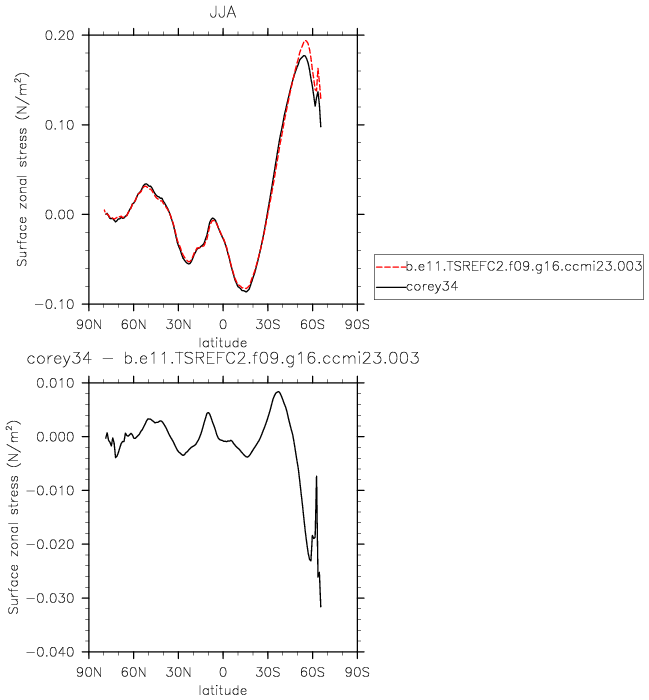 JJA
Surface zonal stress (N/m²)
0.20
0.10
0.00
−0.10
90N 60N 30N 0 30S 60S 90S
latitude
b.e11.TSREFC2.f09.g16.ccmi23.003
corey34
corey34 − b.e11.TSREFC2.f09.g16.ccmi23.003
Surface zonal stress (N/m²)
0.010
0.000
−0.010
−0.020
−0.030
−0.040
90N 60N 30N 0 30S 60S 90S
latitude